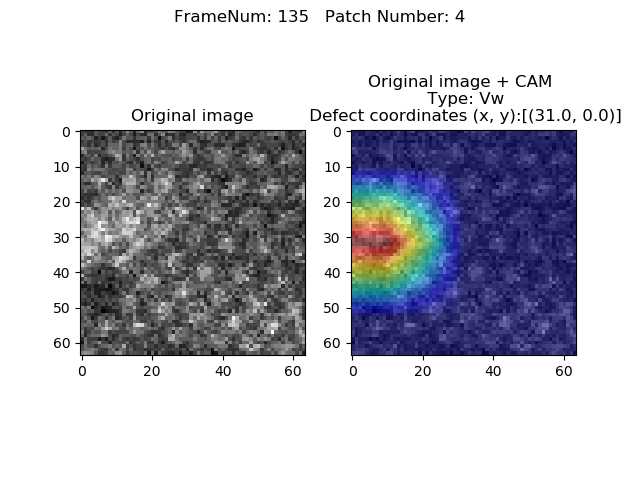 FrameNum: 135   Patch Number: 4
Original image
0
10
20
30
40
50
60
0 20 40 60
Original image + CAM
Type: Vw
Defect coordinates (x, y):[(31.0, 0.0)]
0
10
20
30
40
50
60
0 20 40 60